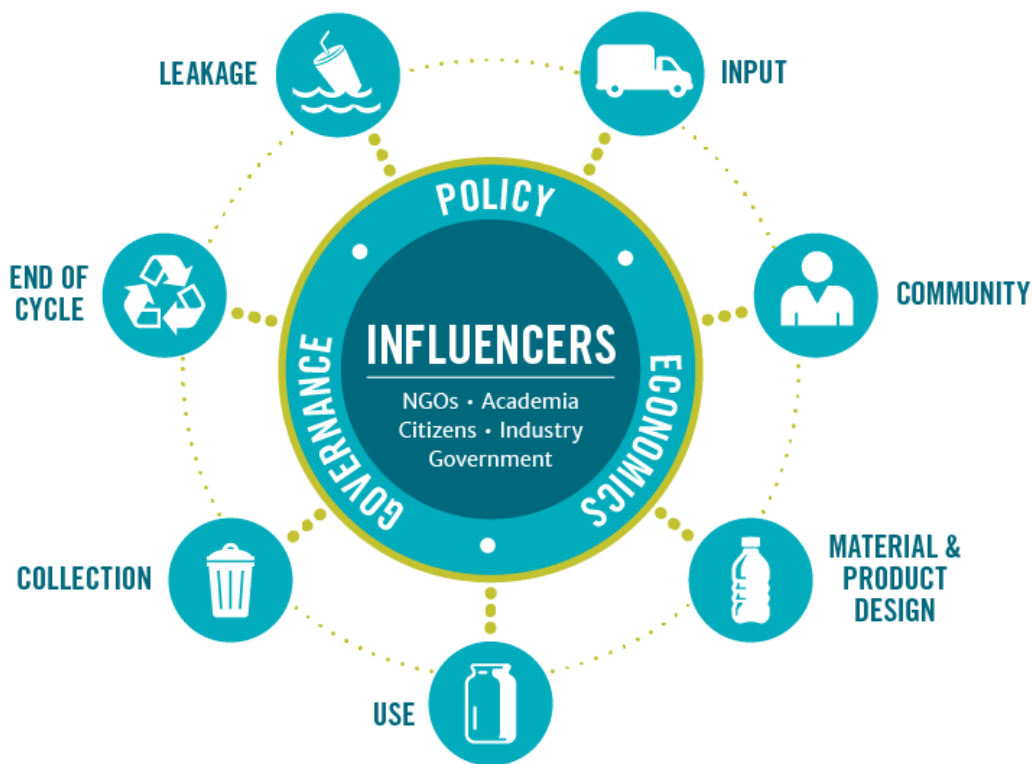 LEAKAGE
INPUT
POLICY
END OF
CYCLE
COMMUNITY
GOVERNANCE
ECONOMICS
INFLUENCERS
NGOs • Academia
Citizens • Industry
Government
COLLECTION
MATERIAL &
PRODUCT
DESIGN
USE